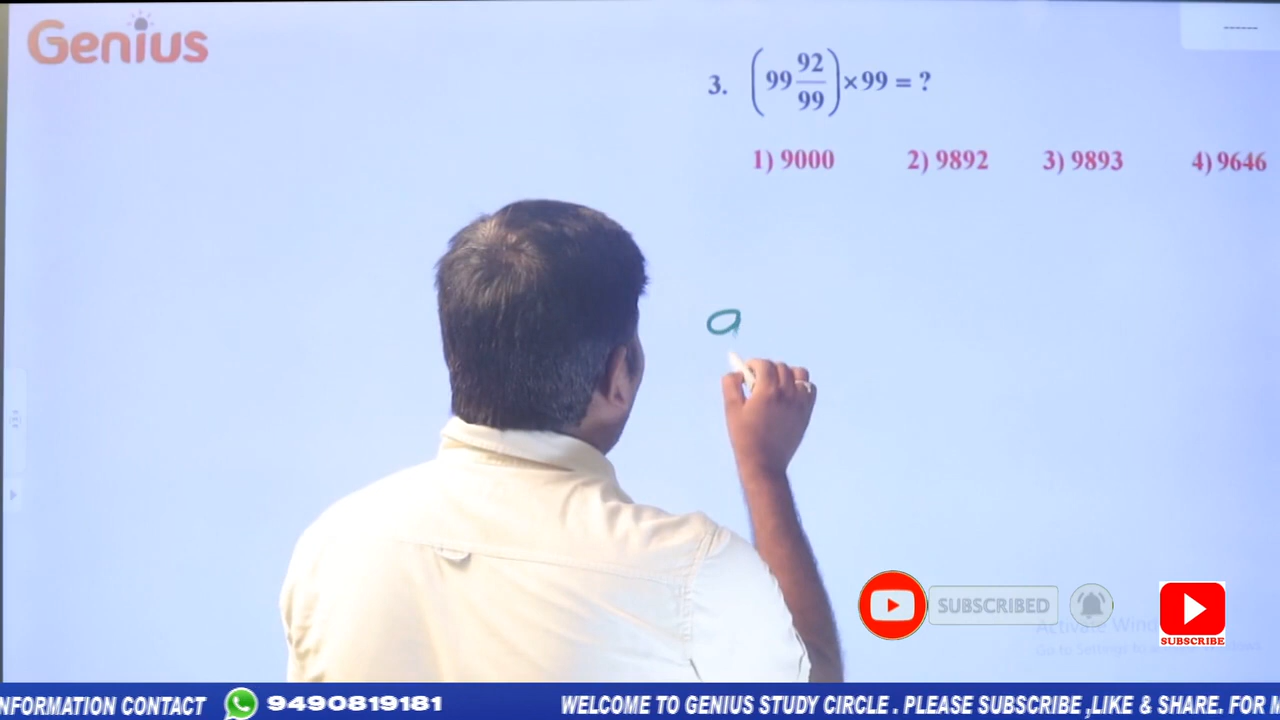 Genius
3. (99 92/99) × 99 = ?
1) 9000 2) 9892 3) 9893 4) 9646
9
SUBSCRIBED
SUBSCRIBE
NFORMATION CONTACT 9490819181 WELCOME TO GENIUS STUDY CIRCLE . PLEASE SUBSCRIBE ,LIKE & SHARE. FOR